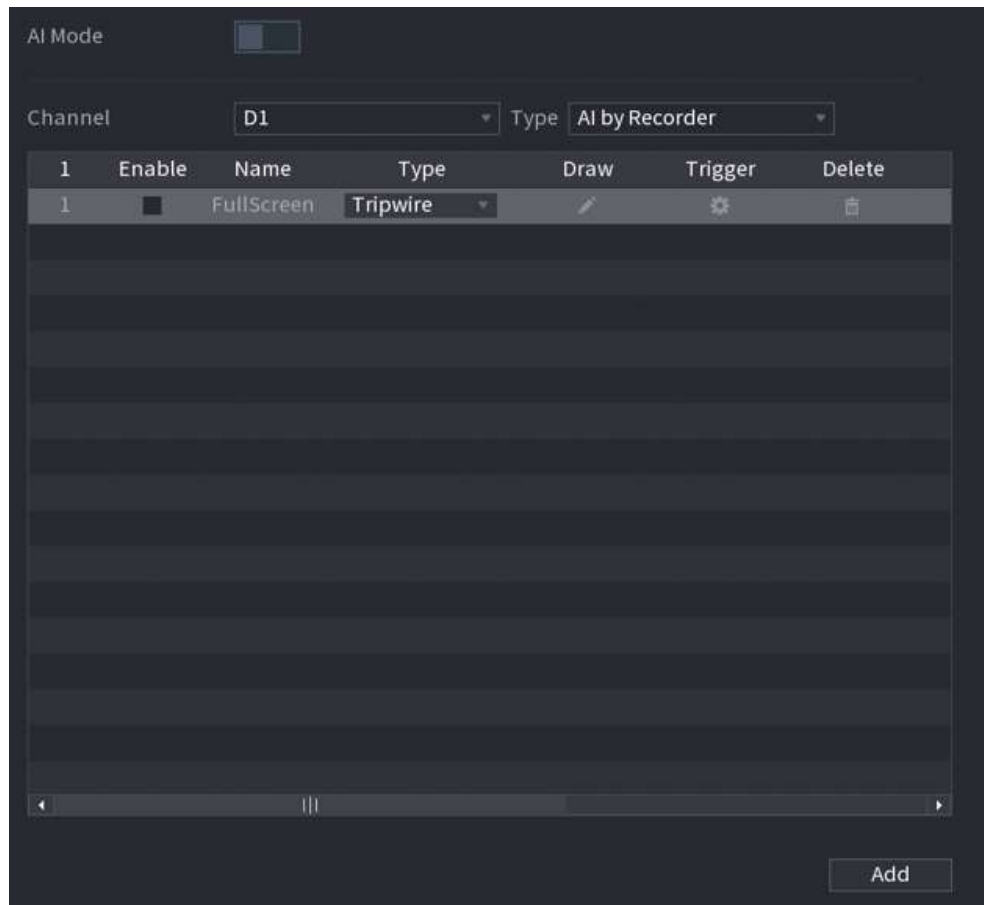 AI Mode
Channel D1 Type AI by Recorder
1 Enable Name Type Draw Trigger Delete
1 FullScreen Tripwire
Add